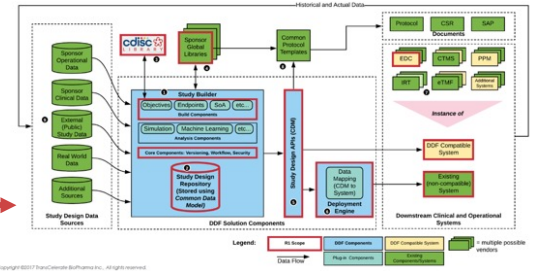 Historical and Actual Data
cdisc
LIBRARY
Sponsor
Global
Libraries
Common
Protocol
Templates
Protocol
CSR
SAP
Documents
Sponsor
Operational
Data
Sponsor
Clinical Data
External
(Public)
Study Data
Real World
Data
Additional
Sources
Study Design Data
Sources
Study Builder
Objectives
Endpoints
SoA
etc...
Build Components
Simulation
Machine Learning
etc...
Analysis Components
Core Components: Versioning, Workflow, Security
Study Design
Repository
(Stored using
Common Data
Model)
DDF Solution Components
Study Design APIs (CDM)
Data
Mapping
(CDM to
System)
Deployment
Engine
EDC
CTMS
PPM
IRT
eTMF
Additional
Systems
Instance of
DDF Compatible
System
Existing
(non-compatible)
System
Downstream Clinical and Operational
Systems
Legend:
R1 Scope
DDF Components
DDF Compatible System
= multiple possible
vendors
Data Flow
Plug-in Components
Existing
Components/Systems
opyright ©2017 TransCelerate BioPharma Inc., All rights reserved.